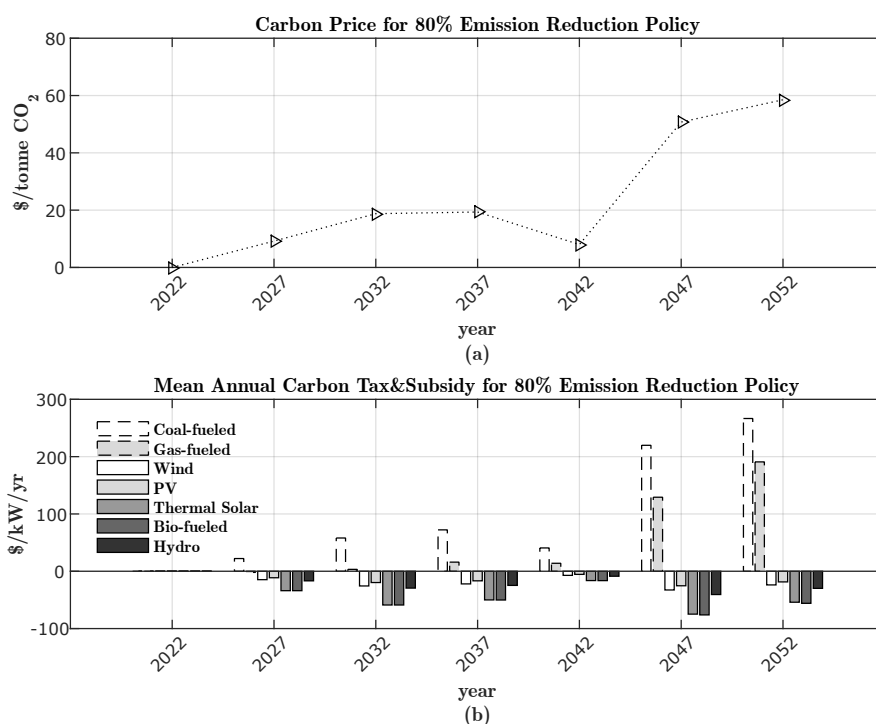 Carbon Price for 80% Emission Reduction Policy
80
60
40
20
0
$/tonne CO₂
2022
2027
2032
2037
2042
2047
2052
year
(a)
Mean Annual Carbon Tax&Subsidy for 80% Emission Reduction Policy
300
200
100
0
-100
$/kW/yr
Coal-fueled
Gas-fueled
Wind
PV
Thermal Solar
Bio-fueled
Hydro
2022
2027
2032
2037
2042
2047
2052
year
(b)